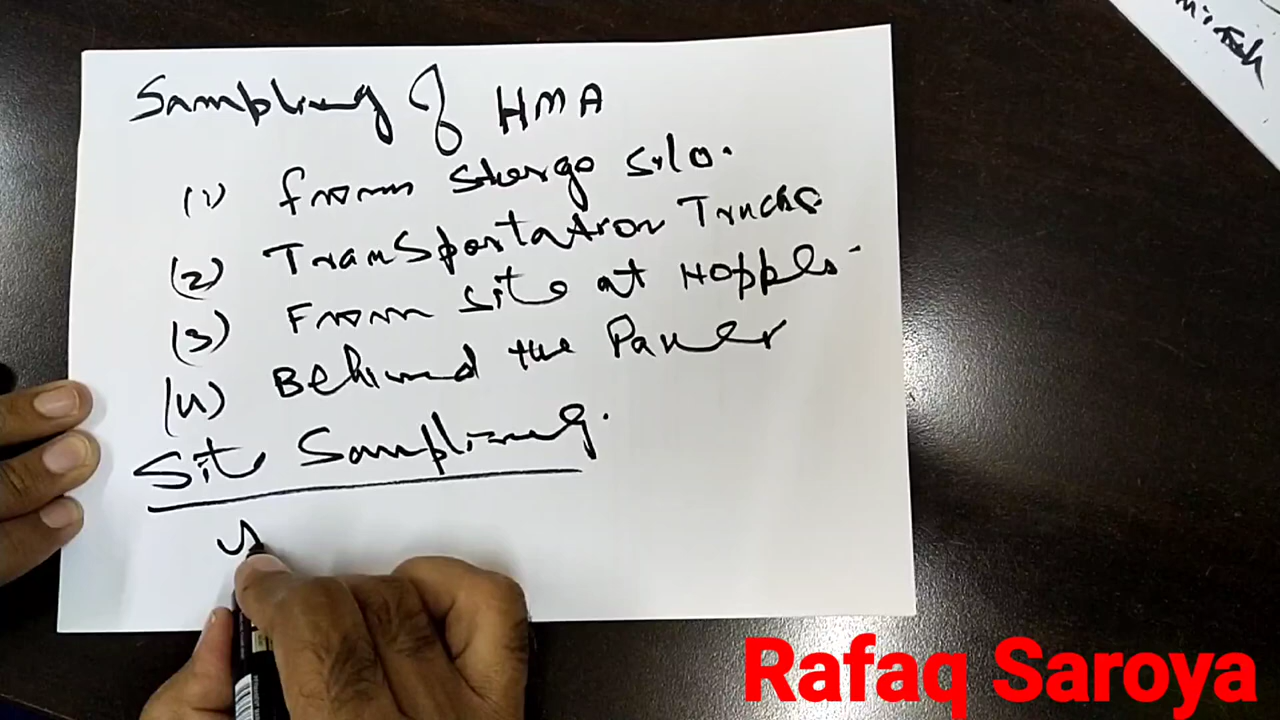 Sampling of HMA
(1) from Storge silo.
(2) Transportation Trucks
(3) From site at Hopper
(4) Behind the Paver
Site Sampling.
Rafaq Saroya